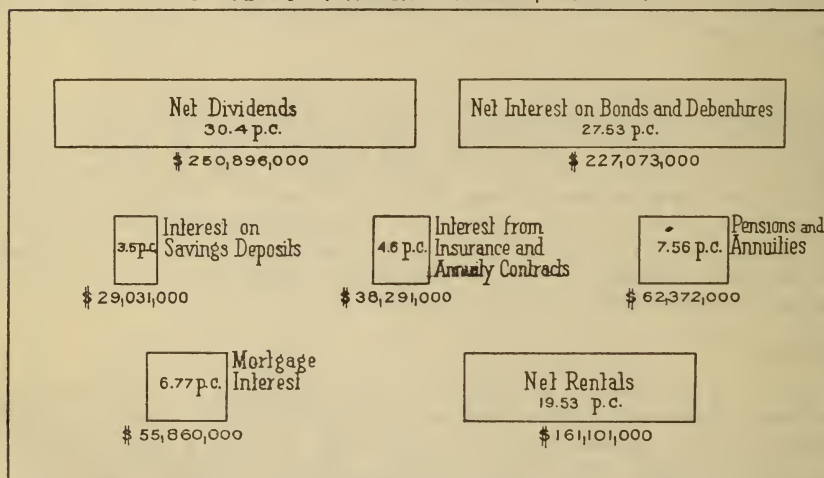 Net Dividends
30.4 p.c.
$ 250,896,000
Net Interest on Bonds and Debentures
27.53 p.c.
$ 227,073,000
3.5 p.c.
Interest on
Savings Deposits
$ 29,031,000
4.6 p.c.
Interest from
Insurance and
Annuity Contracts
$ 38,291,000
7.56 p.c.
Pensions and
Annuities
$ 62,372,000
6.77 p.c.
Mortgage
Interest
$ 55,860,000
Net Rentals
19.53 p.c.
$ 161,101,000